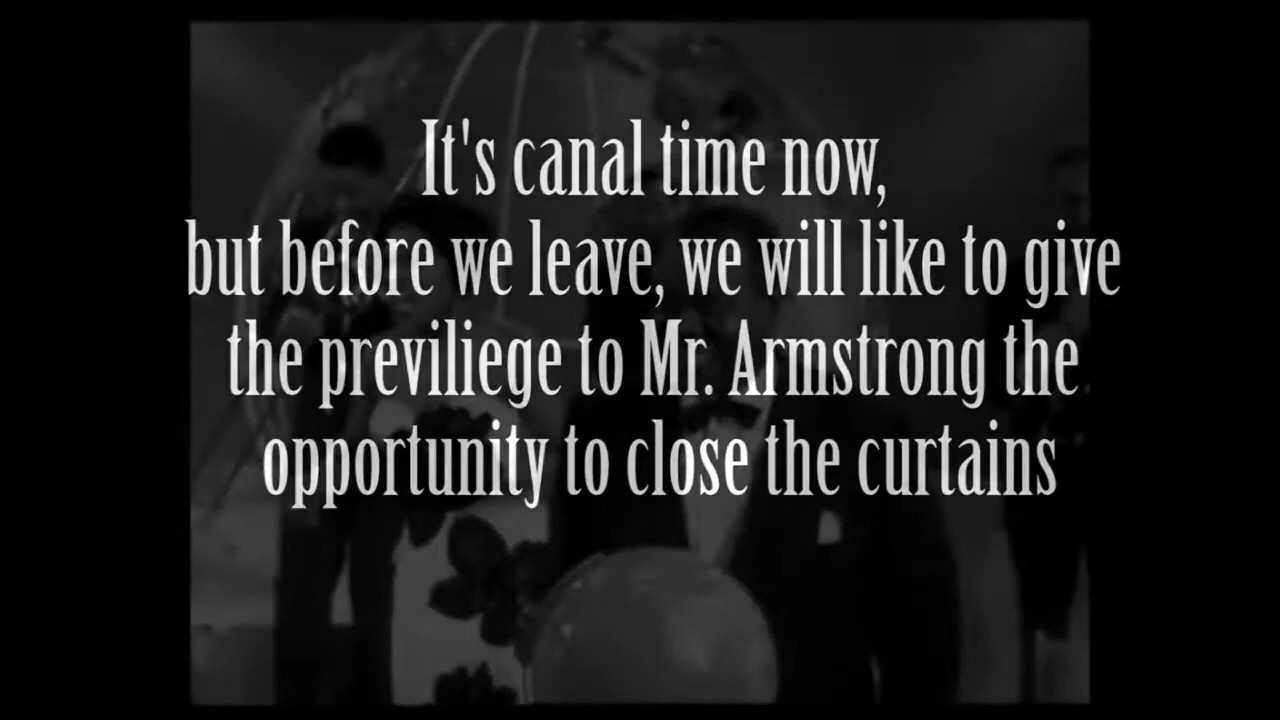 It's canal time now,
but before we leave, we will like to give
the previliege to Mr. Armstrong the
opportunity to close the curtains